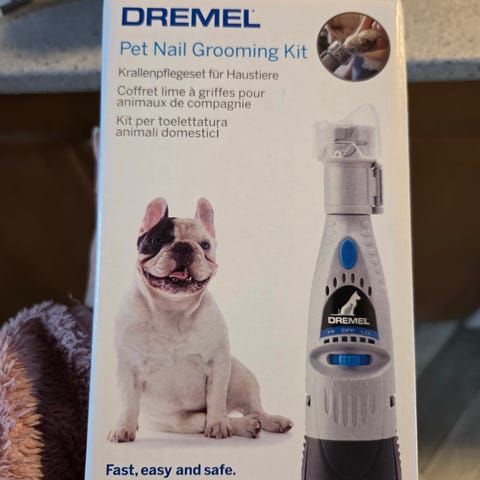 DREMEL
Pet Nail Grooming Kit
Krallenpflegeset für Haustiere
Coffret lime à griffes pour
animaux de compagnie
Kit per toelettatura
animali domestici
DREMEL
HI OFF LO
Fast, easy and safe.